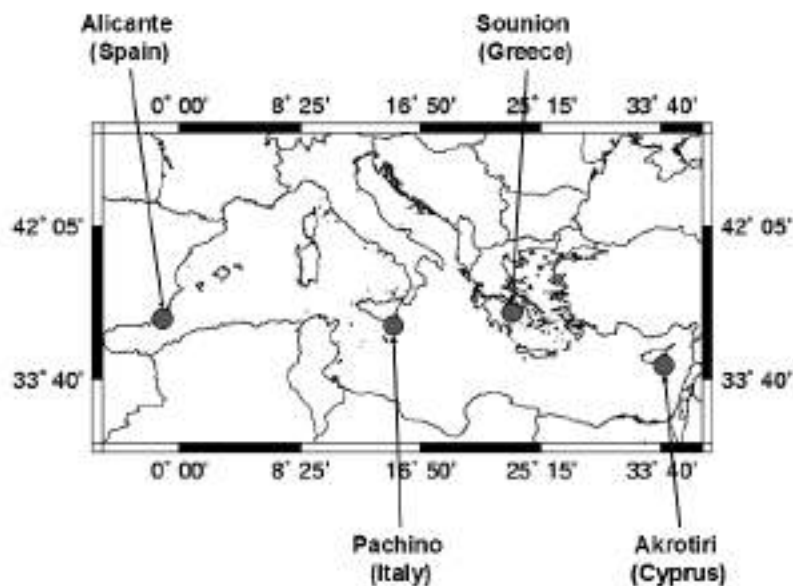 Alicante
(Spain)
Sounion
(Greece)
0° 00' 8° 25' 16° 50' 25° 15' 33° 40'
42° 05' 42° 05'
33° 40' 33° 40'
0° 00' 8° 25' 16° 50' 25° 15' 33° 40'
Pachino
(Italy)
Akrotiri
(Cyprus)